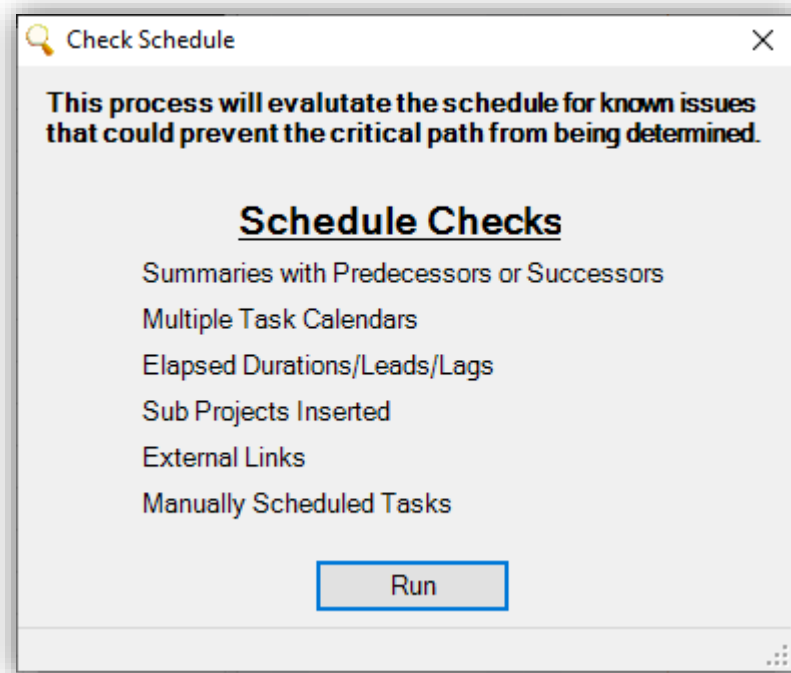 Check Schedule
This process will evalutate the schedule for known issues
that could prevent the critical path from being determined.
Schedule Checks
Summaries with Predecessors or Successors
Multiple Task Calendars
Elapsed Durations/Leads/Lags
Sub Projects Inserted
External Links
Manually Scheduled Tasks
Run